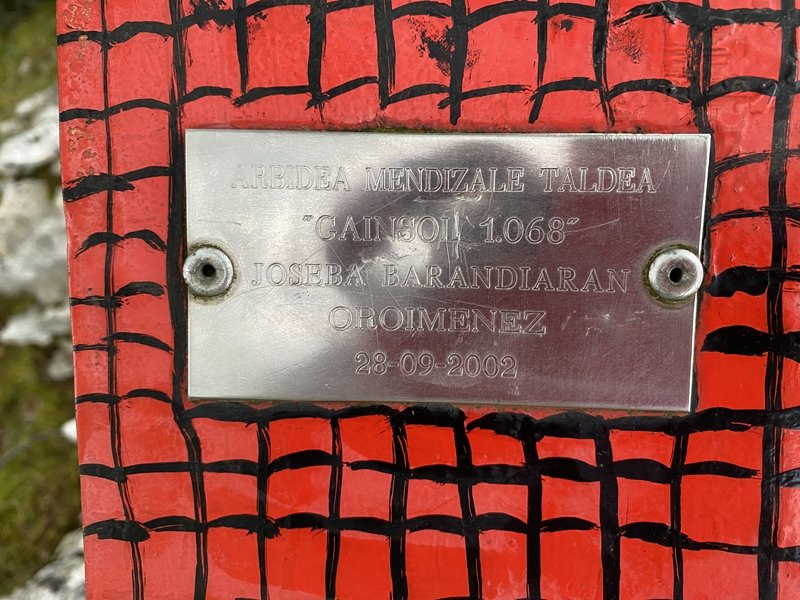 ARBIDEA MENDIZALE TALDEA
"GAINSOL 1.068"
JOSEBA BARANDIARAN
OROIMENEZ
28-09-2002